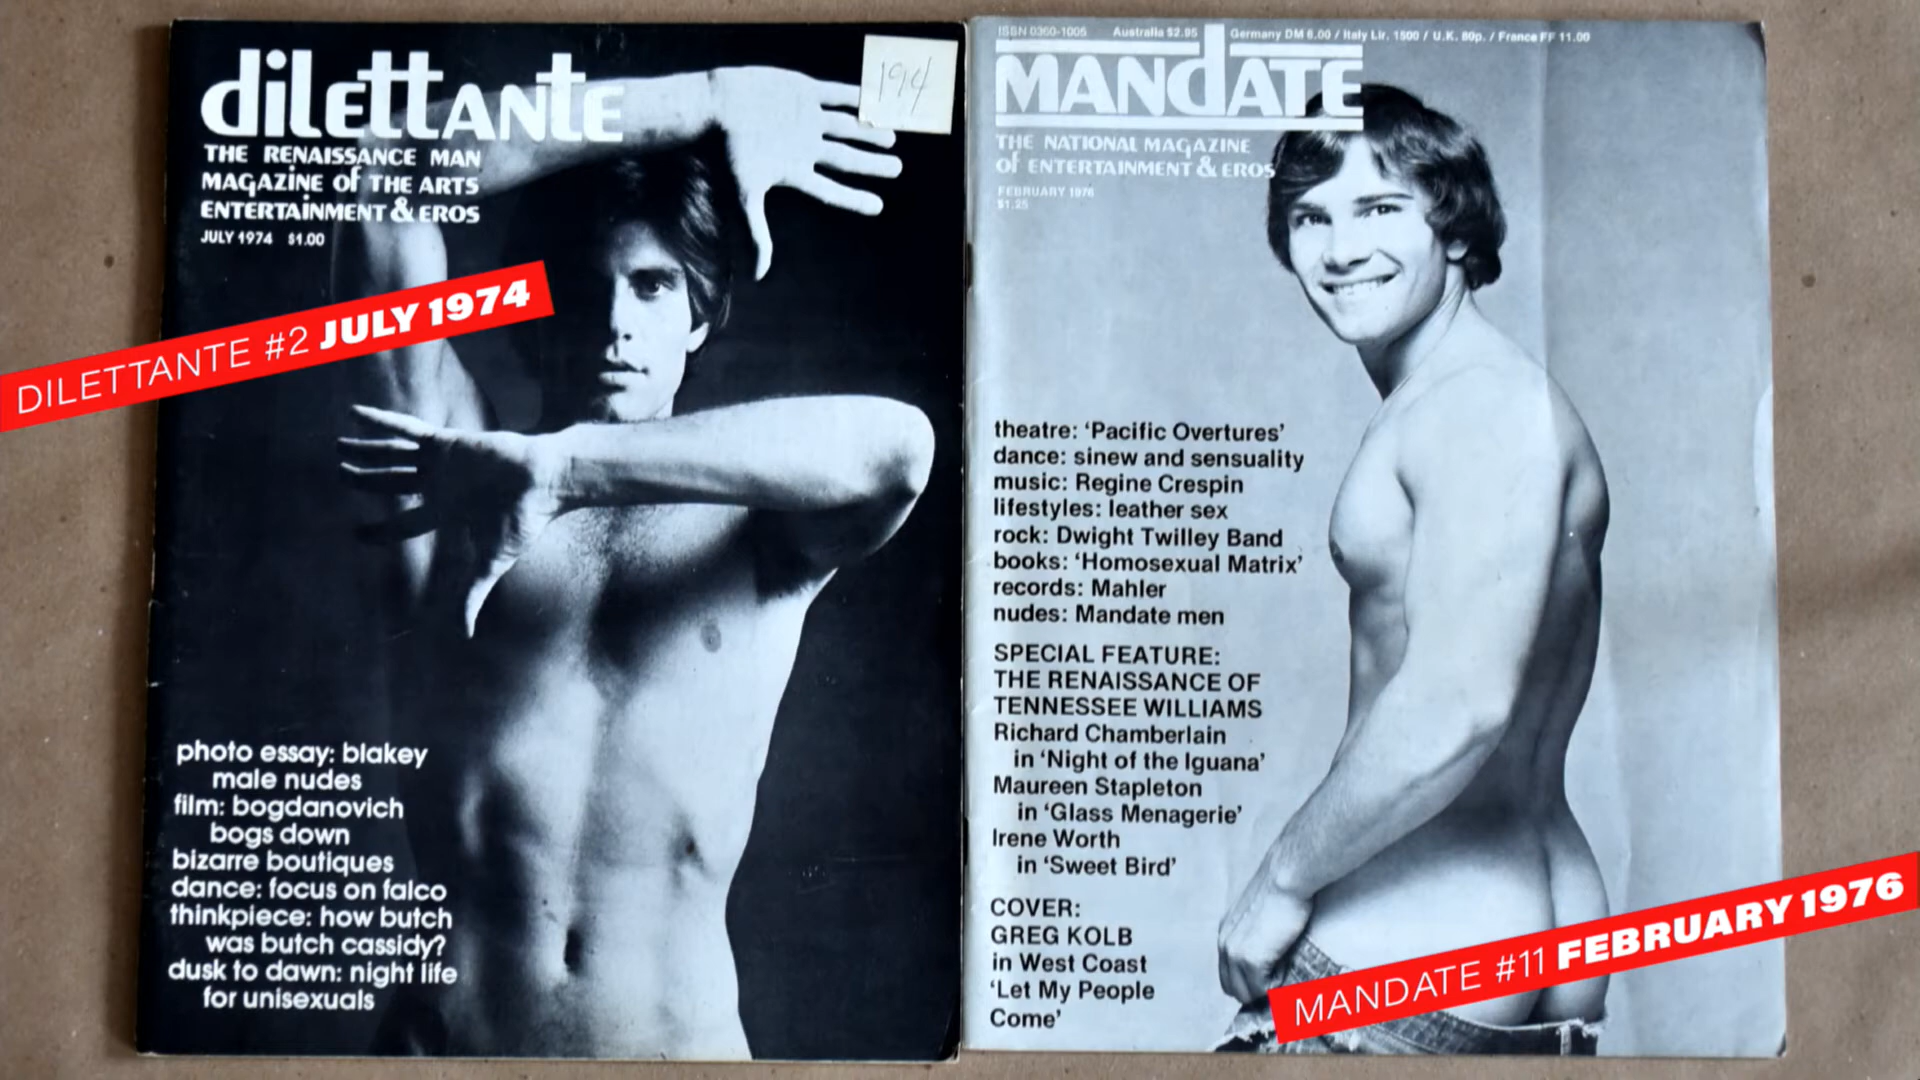 dilettante
THE RENAISSANCE MAN
MAGAZINE of THE ARTS
ENTERTAINMENT & EROS
JULY 1974 $1.00
194
DILETTANTE #2 JULY 1974
photo essay: blakey
male nudes
film: bogdanovich
bogs down
bizarre boutiques
dance: focus on falco
thinkpiece: how butch
was butch cassidy?
dusk to dawn: night life
for unisexuals
ISBN 0360-1005 Australia $2.95 Germany DM 6.00 / Italy Lir. 1500 / U.K. 80p. / France FF 11.00
MANdATE
THE NATIONAL MAGAZINE
of ENTERTAINMENT & EROS
FEBRUARY 1976
$1.25
theatre: ‘Pacific Overtures’
dance: sinew and sensuality
music: Regine Crespin
lifestyles: leather sex
rock: Dwight Twilley Band
books: ‘Homosexual Matrix’
records: Mahler
nudes: Mandate men
SPECIAL FEATURE:
THE RENAISSANCE OF
TENNESSEE WILLIAMS
Richard Chamberlain
in ‘Night of the Iguana’
Maureen Stapleton
in ‘Glass Menagerie’
Irene Worth
in ‘Sweet Bird’
COVER:
GREG KOLB
in West Coast
‘Let My People
Come’
MANDATE #11 FEBRUARY 1976